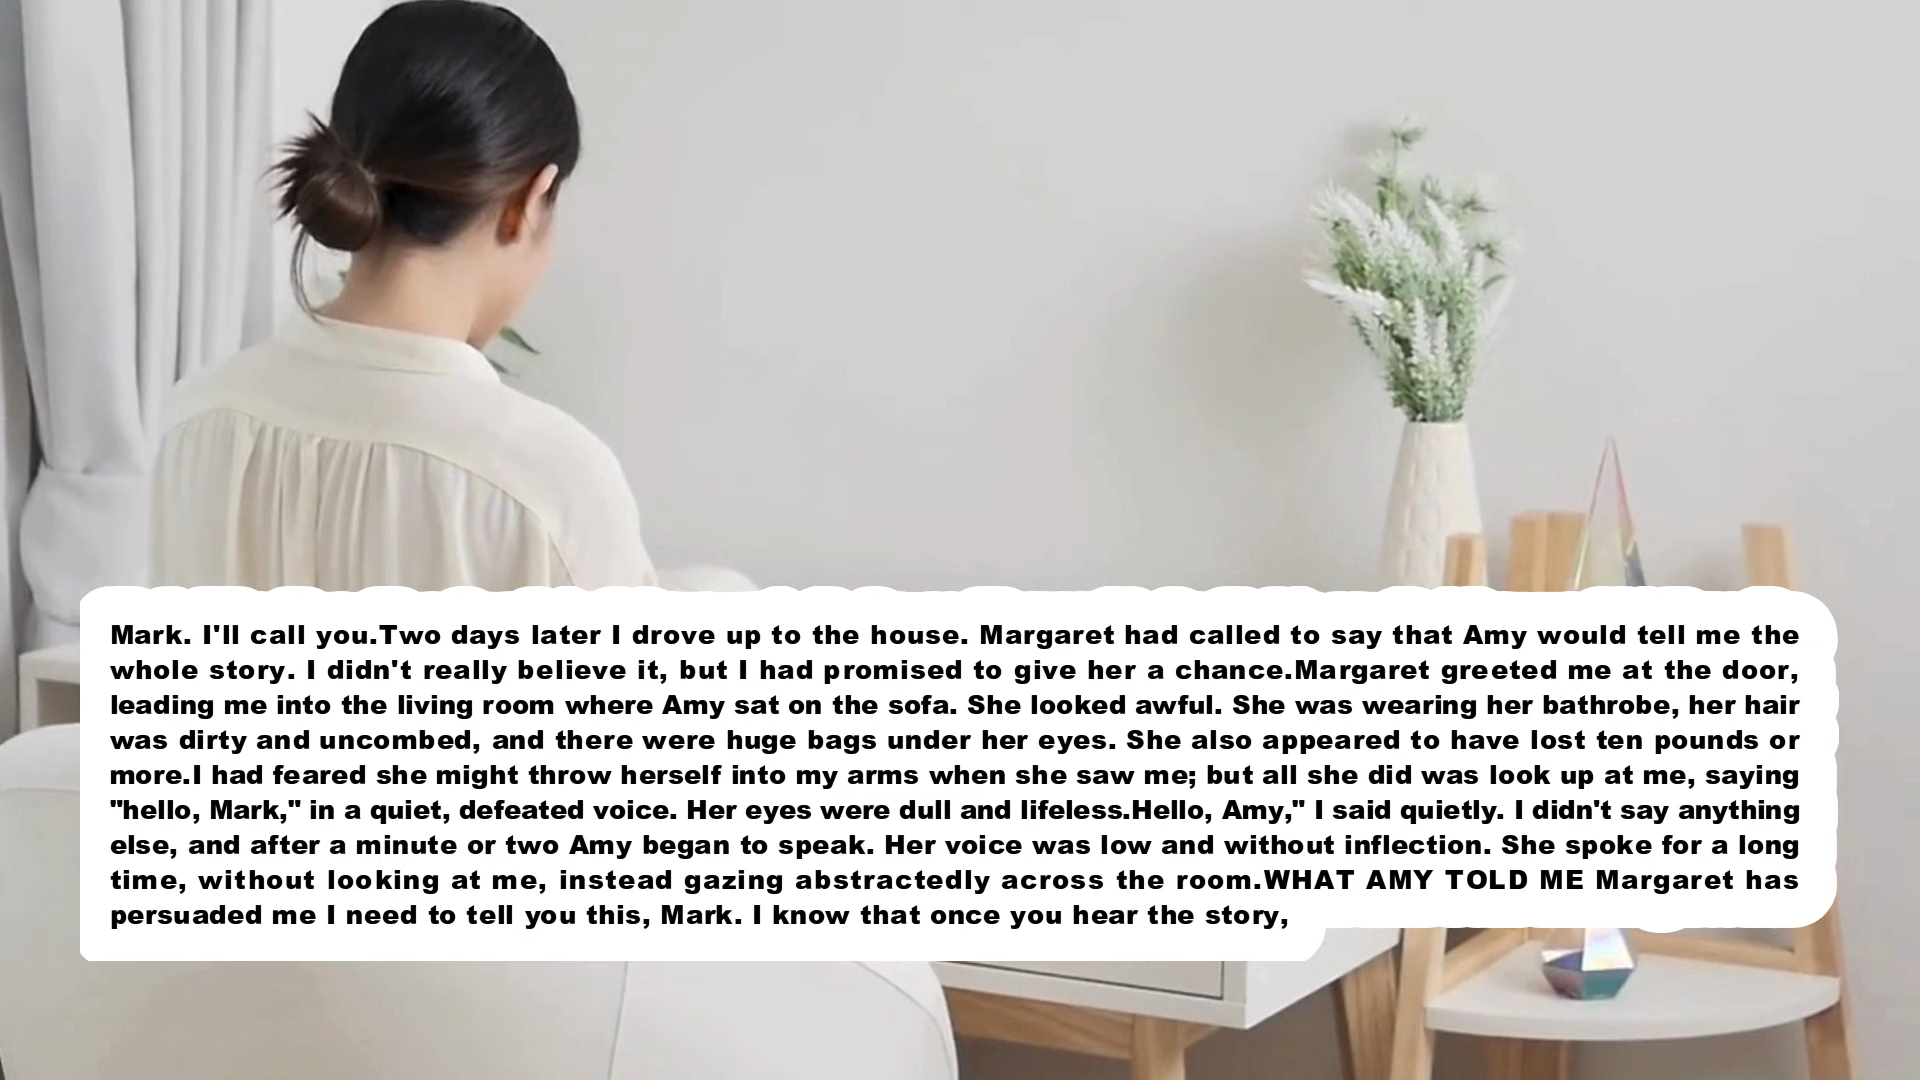 Mark. I'll call you.Two days later I drove up to the house. Margaret had called to say that Amy would tell me the
whole story. I didn't really believe it, but I had promised to give her a chance.Margaret greeted me at the door,
leading me into the living room where Amy sat on the sofa. She looked awful. She was wearing her bathrobe, her hair
was dirty and uncombed, and there were huge bags under her eyes. She also appeared to have lost ten pounds or
more.I had feared she might throw herself into my arms when she saw me; but all she did was look up at me, saying
"hello, Mark," in a quiet, defeated voice. Her eyes were dull and lifeless.Hello, Amy," I said quietly. I didn't say anything
else, and after a minute or two Amy began to speak. Her voice was low and without inflection. She spoke for a long
time, without looking at me, instead gazing abstractedly across the room.WHAT AMY TOLD ME Margaret has
persuaded me I need to tell you this, Mark. I know that once you hear the story,